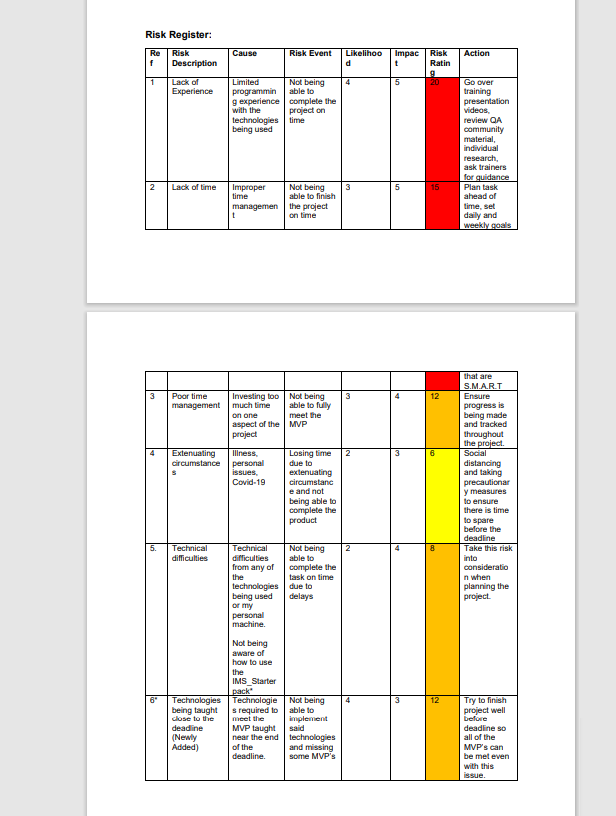 Risk Register:
Re Risk Cause Risk Event Likelihoo Impac Risk Action
f Description d t Ratin
g
1 Lack of Limited Not being 4 5 20 Go over
Experience programmin able to training
g experience complete the presentation
with the project on videos,
technologies time review QA
being used community
material,
individual
research,
ask trainers
for guidance
2 Lack of time Improper Not being 3 5 15 Plan task
time able to finish ahead of
managemen the project time, set
t on time daily and
weekly goals
that are
S.M.A.R.T
3 Poor time Investing too Not being 3 4 12 Ensure
management much time able to fully progress is
on one meet the being made
aspect of the MVP and tracked
project throughout
the project.
4 Extenuating Illness, Losing time 2 3 6 Social
circumstance personal due to distancing
s issues, extenuating and taking
Covid-19 circumstanc precautionar
e and not y measures
being able to to ensure
complete the there is time
product to spare
before the
deadline
5. Technical Technical Not being 2 4 8 Take this risk
difficulties difficulties able to into
from any of complete the consideratio
the task on time n when
technologies due to planning the
being used delays project.
or my
personal
machine.
Not being
aware of
how to use
the
IMS_Starter
pack*
6* Technologies Technologie Not being 4 3 12 Try to finish
being taught s required to able to project well
close to the meet the implement before
deadline MVP taught said deadline so
(Newly near the end technologies all of the
Added) of the and missing MVP's can
deadline. some MVP's be met even
with this
issue.